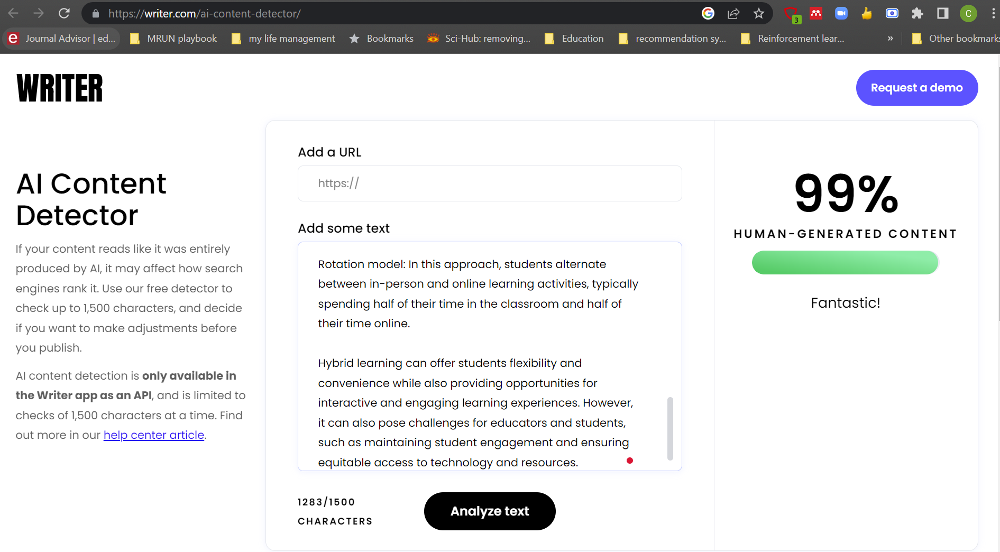 https://writer.com/ai-content-detector/
3
C
Journal Advisor | ed...
MRUN playbook
my life management
Bookmarks
Sci-Hub: removing...
Education
recommendation sy...
Reinforcement lear...
»
Other bookmarks
WRITER
Request a demo
AI Content
Detector
If your content reads like it was entirely
produced by AI, it may affect how search
engines rank it. Use our free detector to
check up to 1,500 characters, and decide
if you want to make adjustments before
you publish.
AI content detection is only available in
the Writer app as an API, and is limited to
checks of 1,500 characters at a time. Find
out more in our help center article.
Add a URL
https://
Add some text
Rotation model: In this approach, students alternate
between in-person and online learning activities, typically
spending half of their time in the classroom and half of
their time online.
Hybrid learning can offer students flexibility and
convenience while also providing opportunities for
interactive and engaging learning experiences. However,
it can also pose challenges for educators and students,
such as maintaining student engagement and ensuring
equitable access to technology and resources.
1283/1500
CHARACTERS
Analyze text
99%
HUMAN-GENERATED CONTENT
Fantastic!